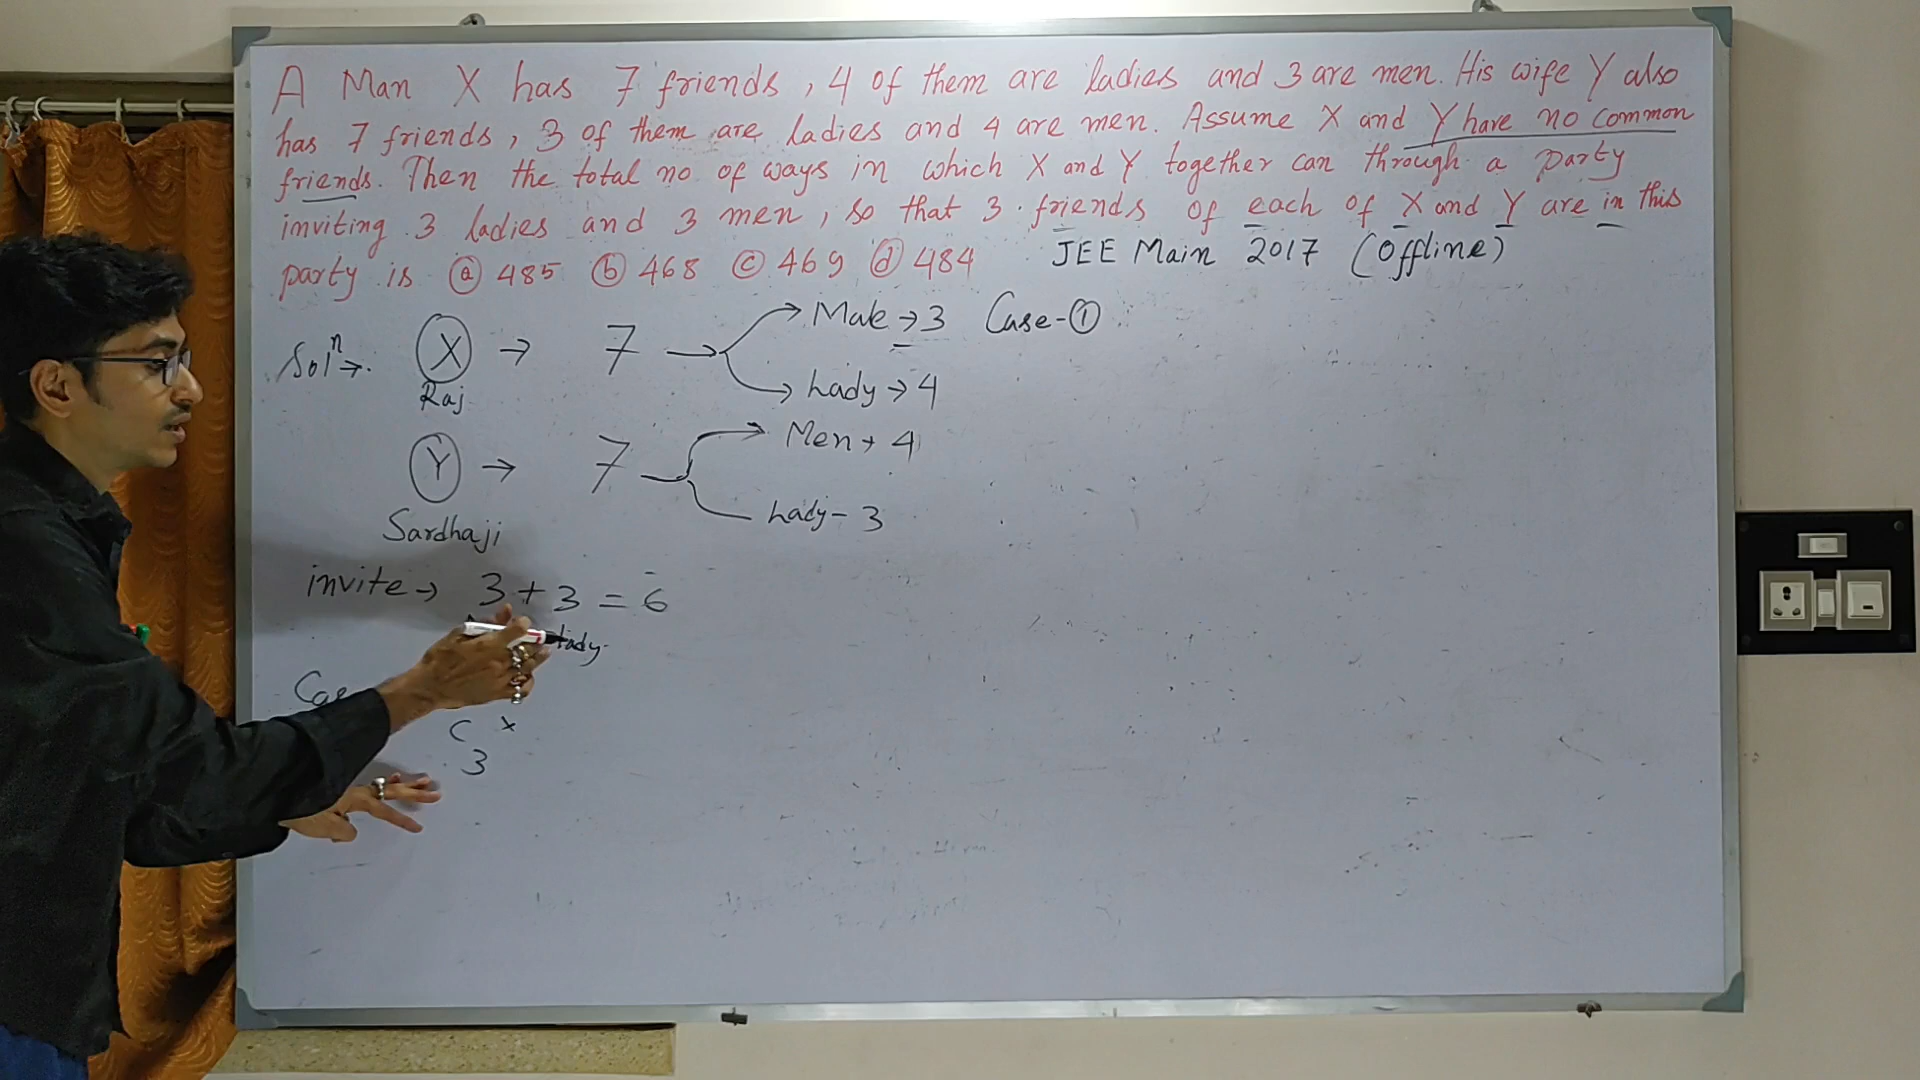 A Man X has 7 friends, 4 of them are ladies and 3 are men. His wife Y also
has 7 friends, 3 of them are ladies and 4 are men. Assume X and Y have no common
friends. Then the total no of ways in which X and Y together can through a party
inviting 3 ladies and 3 men, so that 3 friends of each of X and Y are in this
party is ⓐ 485 ⓑ 468 ⓒ 469 ⓓ 484 JEE Main 2017 (Offline)
Solⁿ→. X → 7 → Male → 3 Case-①
Raj → Lady → 4
Y → 7 → Men → 4
Lady - 3
Sardhaji
invite → 3 + 3 = 6
Lady
C x
3